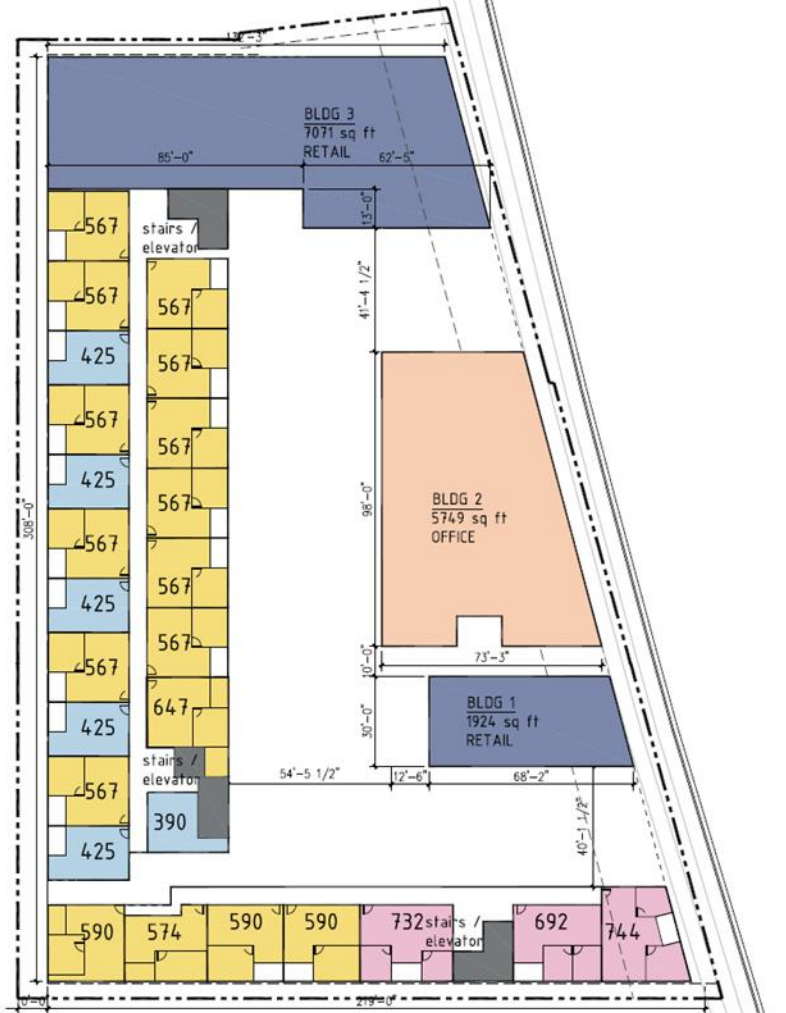 132'-3"
BLDG 3
7071 sq ft
RETAIL
85'-0"
62'-5"
13'-0"
567
stairs /
elevator
567
567
41'-4 1/2"
425
567
567
567
425
567
BLDG 2
5749 sq ft
OFFICE
98'-0"
308'-0"
567
567
425
567
567
73'-3"
10'-0"
647
BLDG 1
1924 sq ft
RETAIL
30'-0"
425
stairs /
elevator
54'-5 1/2"
12'-6"
68'-2"
567
390
40'-1 1/2"
425
590
574
590
590
732
stairs /
elevator
692
744
0'-0"
219'-0"